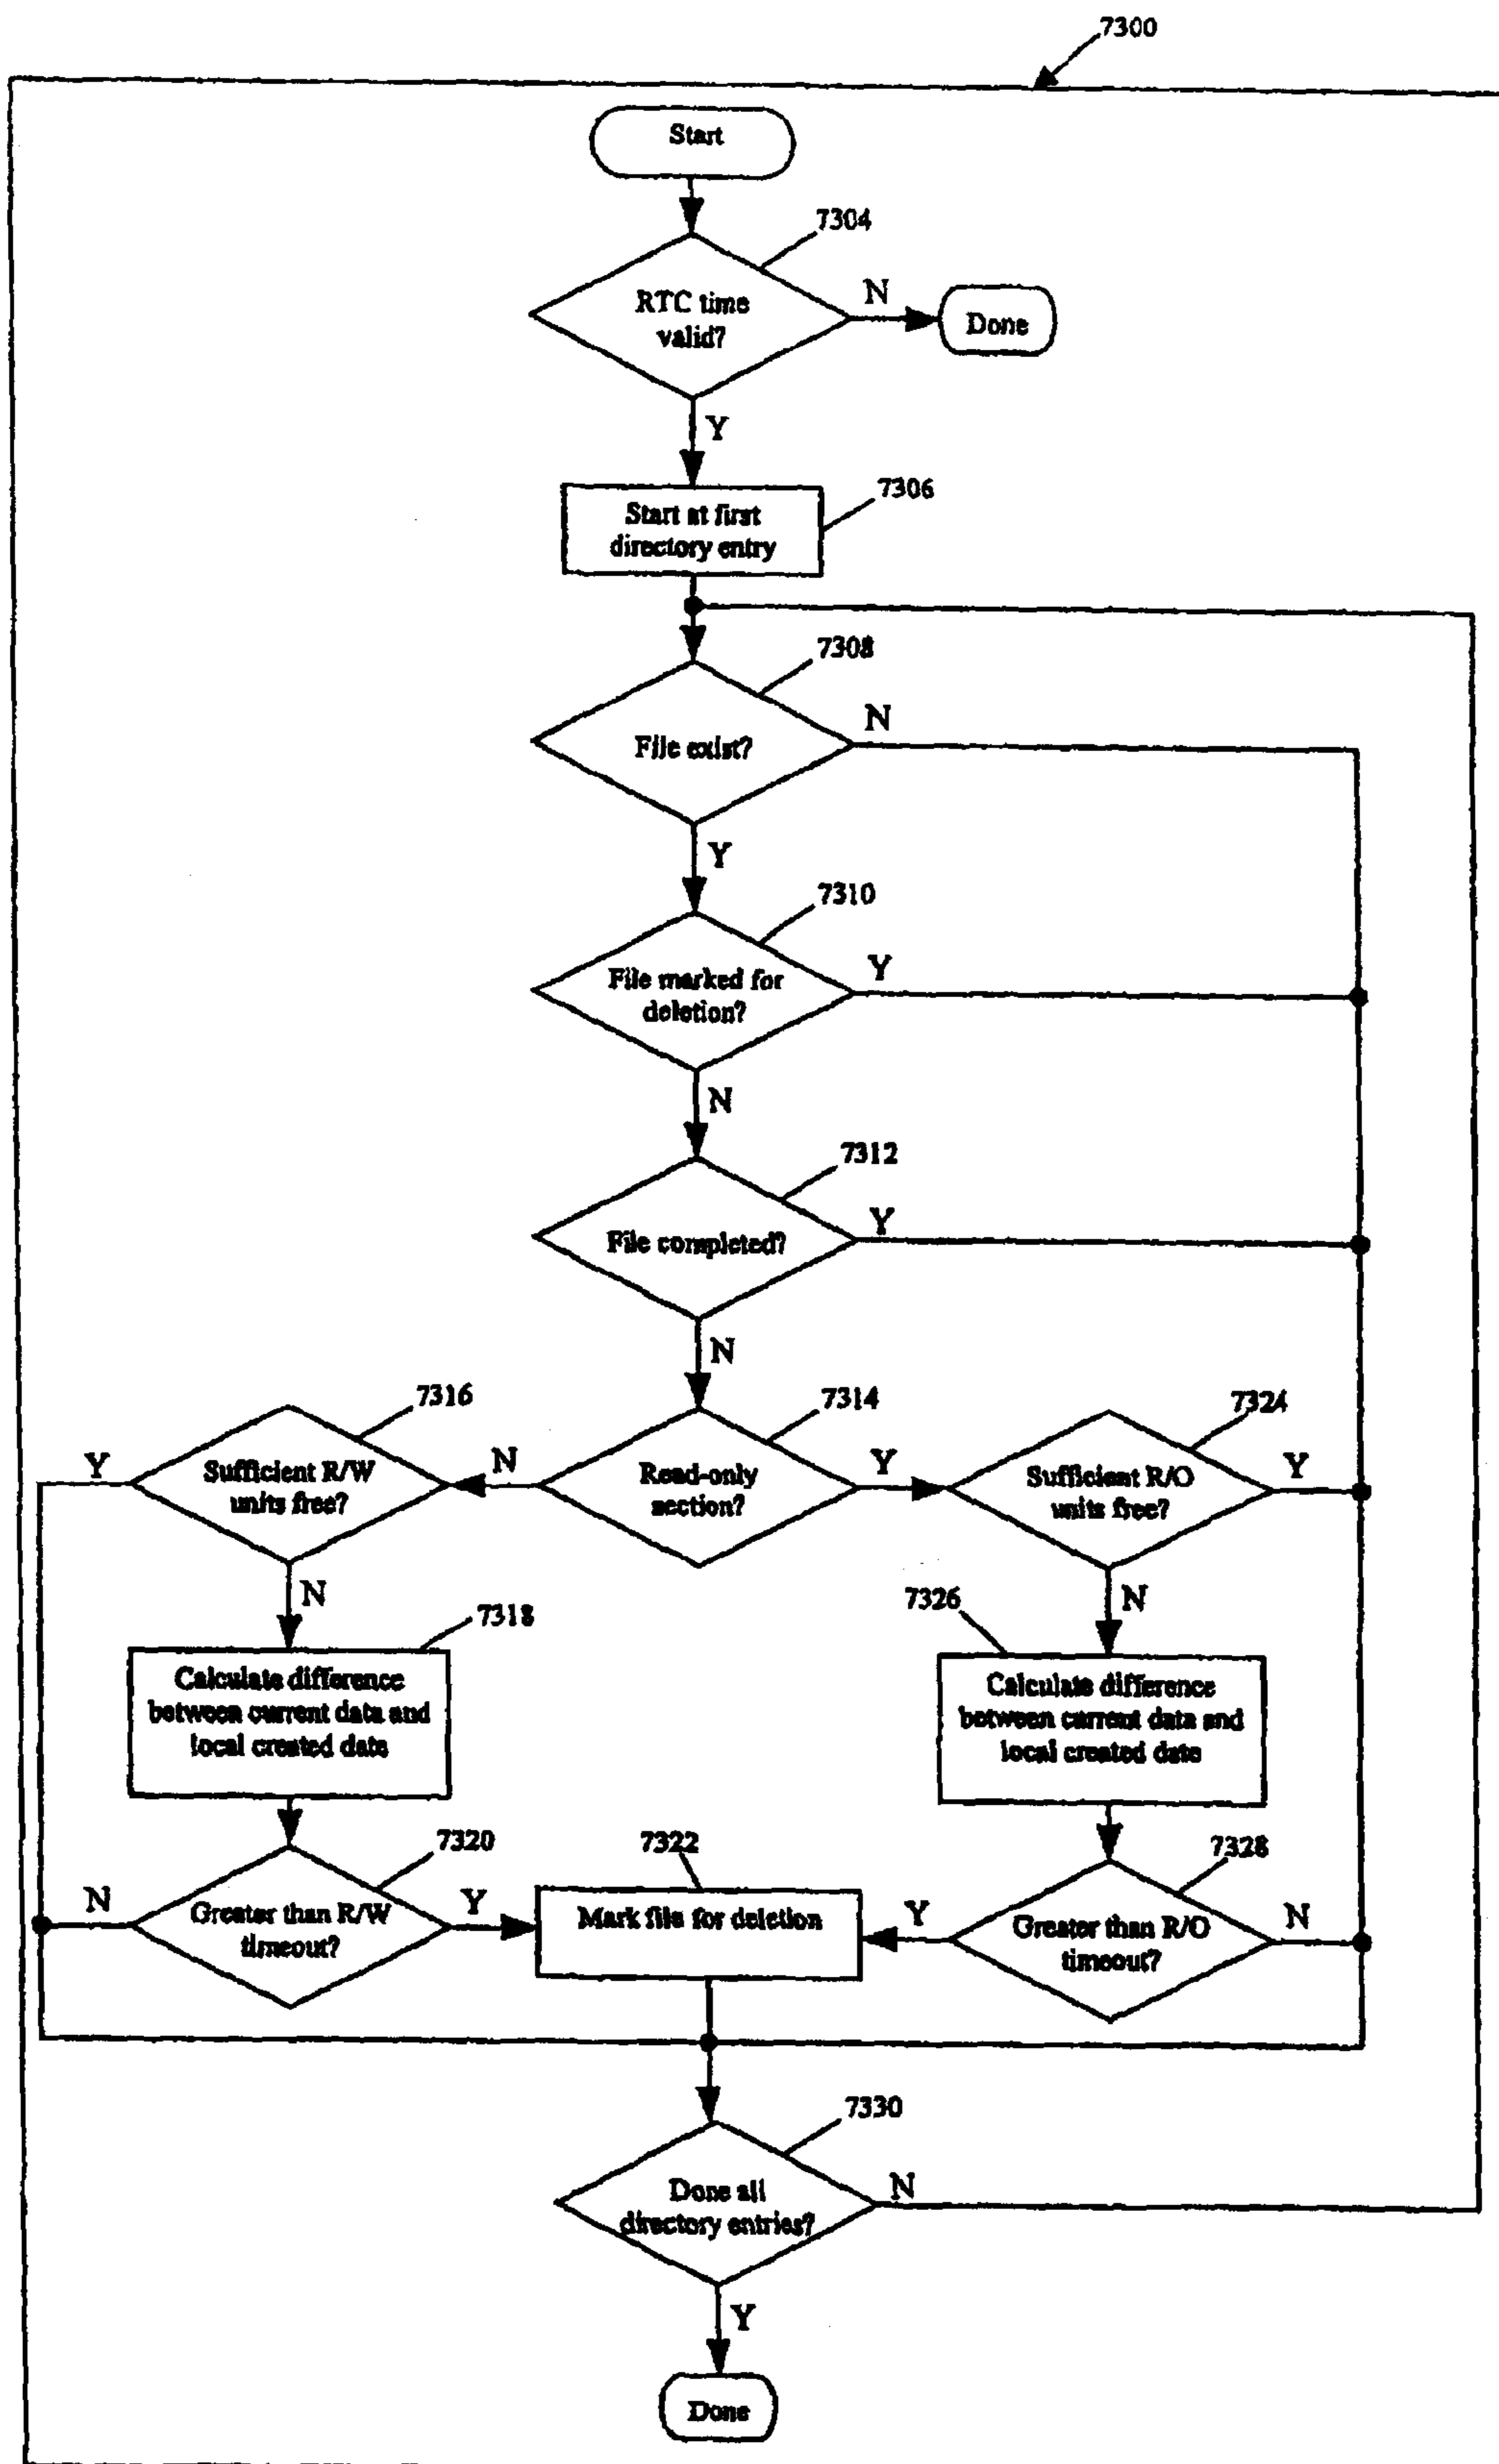 7300
Start
7304
RTC time
valid?
N
Done
Y
7306
Start at first
directory entry
7308
File exist?
N
Y
7310
File marked for
deletion?
Y
N
7312
File completed?
Y
N
7316
7314
7324
Y
Sufficient R/W
units free?
N
Read-only
section?
Y
Sufficient R/O
units free?
Y
N
7318
Calculate difference
between current data and
local created date
7326
N
Calculate difference
between current data and
local created date
7320
7322
7328
N
Greater than R/W
timeout?
Y
Mark file for deletion
Y
Greater than R/O
timeout?
N
7330
Done all
directory entries?
N
Y
Done